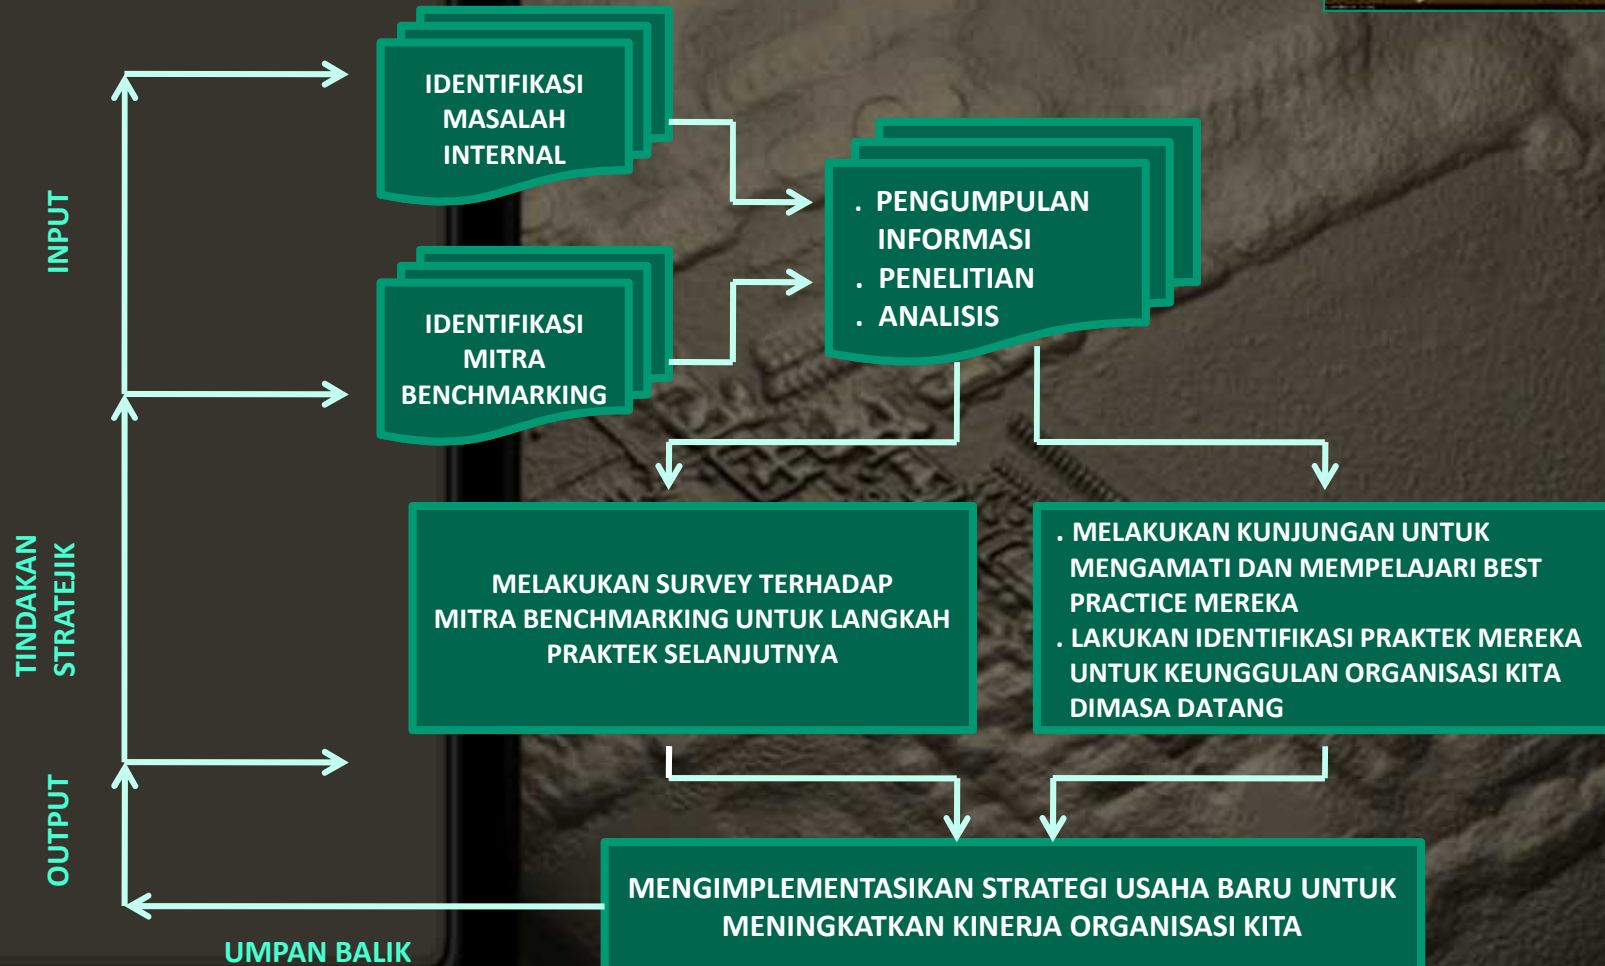 INPUT
IDENTIFIKASI
MASALAH
INTERNAL
IDENTIFIKASI
MITRA
BENCHMARKING
. PENGUMPULAN
INFORMASI
. PENELITIAN
. ANALISIS
TINDAKAN
STRATEJIK
MELAKUKAN SURVEY TERHADAP
MITRA BENCHMARKING UNTUK LANGKAH
PRAKTEK SELANJUTNYA
. MELAKUKAN KUNJUNGAN UNTUK
MENGAMATI DAN MEMPELAJARI BEST
PRACTICE MEREKA
. LAKUKAN IDENTIFIKASI PRAKTEK MEREKA
UNTUK KEUNGGULAN ORGANISASI KITA
DIMASA DATANG
OUTPUT
MENGIMPLEMENTASIKAN STRATEGI USAHA BARU UNTUK
MENINGKATKAN KINERJA ORGANISASI KITA
UMPAN BALIK